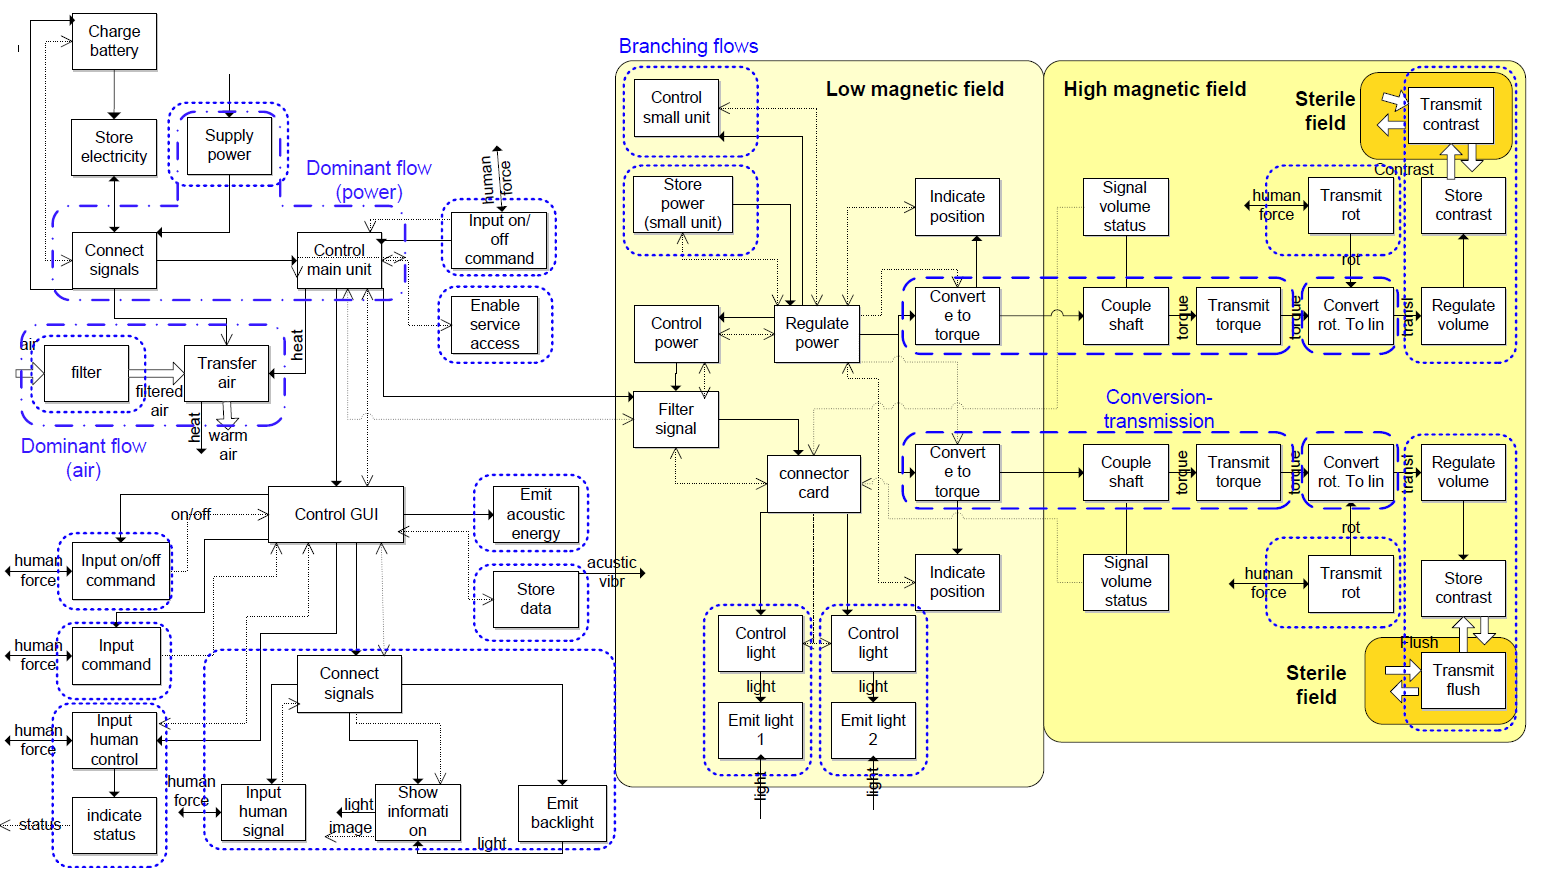 Charge
battery
Store
electricity
Supply
power
Dominant flow
(power)
human
force
Input on/
off
command
Connect
signals
Control
main unit
Enable
service
access
air
filter
filtered
air
Transfer
air
heat
heat
warm
air
Dominant flow
(air)
on/off
Control GUI
Emit
acoustic
energy
Store
data
acustic
vibr
human
force
Input on/off
command
human
force
Input
command
human
force
Input
human
control
indicate
status
status
Connect
signals
human
force
Input
human
signal
light
image
Show
informati
on
light
Emit
backlight
Branching flows
Low magnetic field
Control
small unit
Store
power
(small unit)
Indicate
position
Control
power
Regulate
power
Convert
e to
torque
Filter
signal
connector
card
Convert
e to
torque
Indicate
position
Control
light
Control
light
light
light
Emit light
1
Emit light
2
light
light
High magnetic field
Sterile
field
Transmit
contrast
Contrast
Signal
volume
status
human
force
Transmit
rot
rot
Store
contrast
Couple
shaft
torque
Transmit
torque
torque
Convert
rot. To lin
transl
Regulate
volume
Conversion-
transmission
Couple
shaft
torque
Transmit
torque
torque
Convert
rot. To lin
transl
Regulate
volume
rot
Signal
volume
status
human
force
Transmit
rot
Store
contrast
Flush
Sterile
field
Transmit
flush